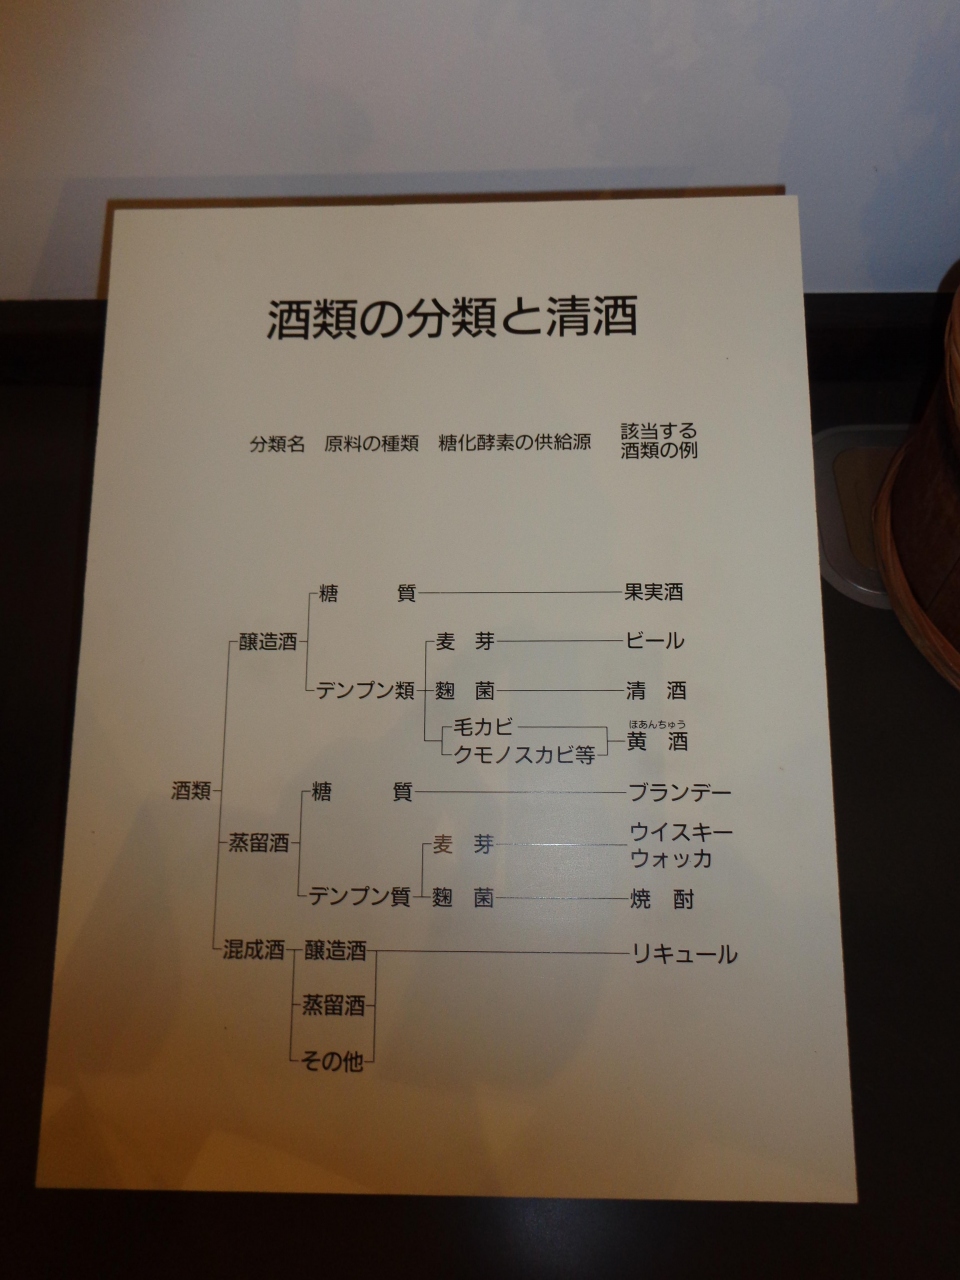 酒類の分類と清酒
分類名 原料の種類 糖化酵素の供給源 該当する
酒類の例
糖 質 果実酒
醸造酒 麦 芽 ビール
デンプン類 麴 菌 清 酒
毛カビ ほあんちゅう
クモノスカビ等 黄 酒
酒類 糖 質 ブランデー
蒸留酒 麦 芽 ウイスキー
ウォッカ
デンプン質 麴 菌 焼 酎
混成酒 醸造酒 リキュール
蒸留酒
その他